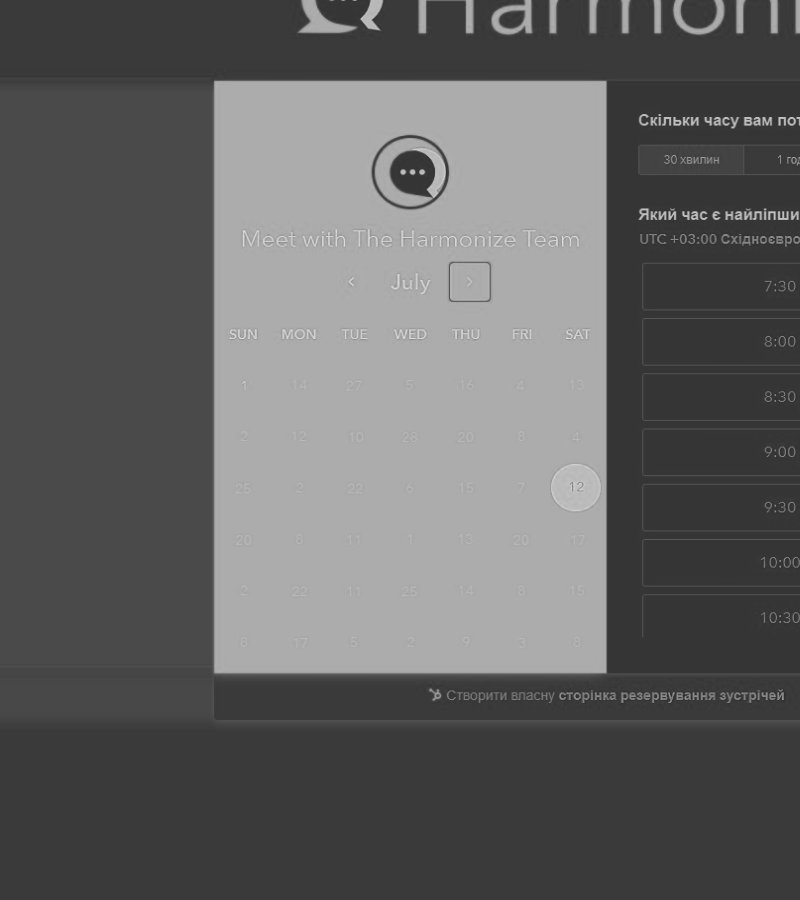 Harmoni
Meet with The Harmonize Team
July
SUN MON TUE WED THU FRI SAT
1 14 27 5 16 4 13
2 12 10 28 20 8 4
25 2 22 6 15 7 12
20 8 11 1 13 20 17
2 22 11 25 14 8 15
8 17 5 2 9 3 8
Скільки часу вам пот
30 хвилин 1 год
Який час є найліпши
UTC +03:00 Східноєвро
7:30
8:00
8:30
9:00
9:30
10:00
10:30
Створити власну сторінка резервування зустрічей